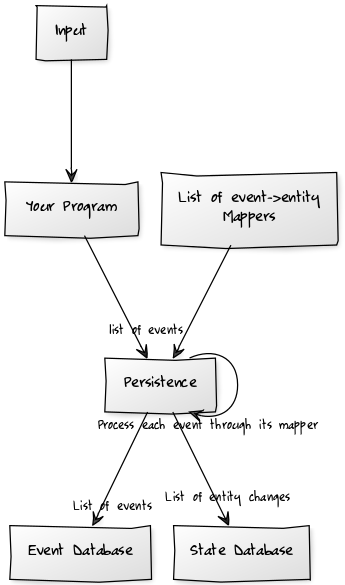 Input
Your Program
List of event->entity
Mappers
list of events
Persistence
Process each event through its mapper
List of events
List of entity changes
Event Database
State Database